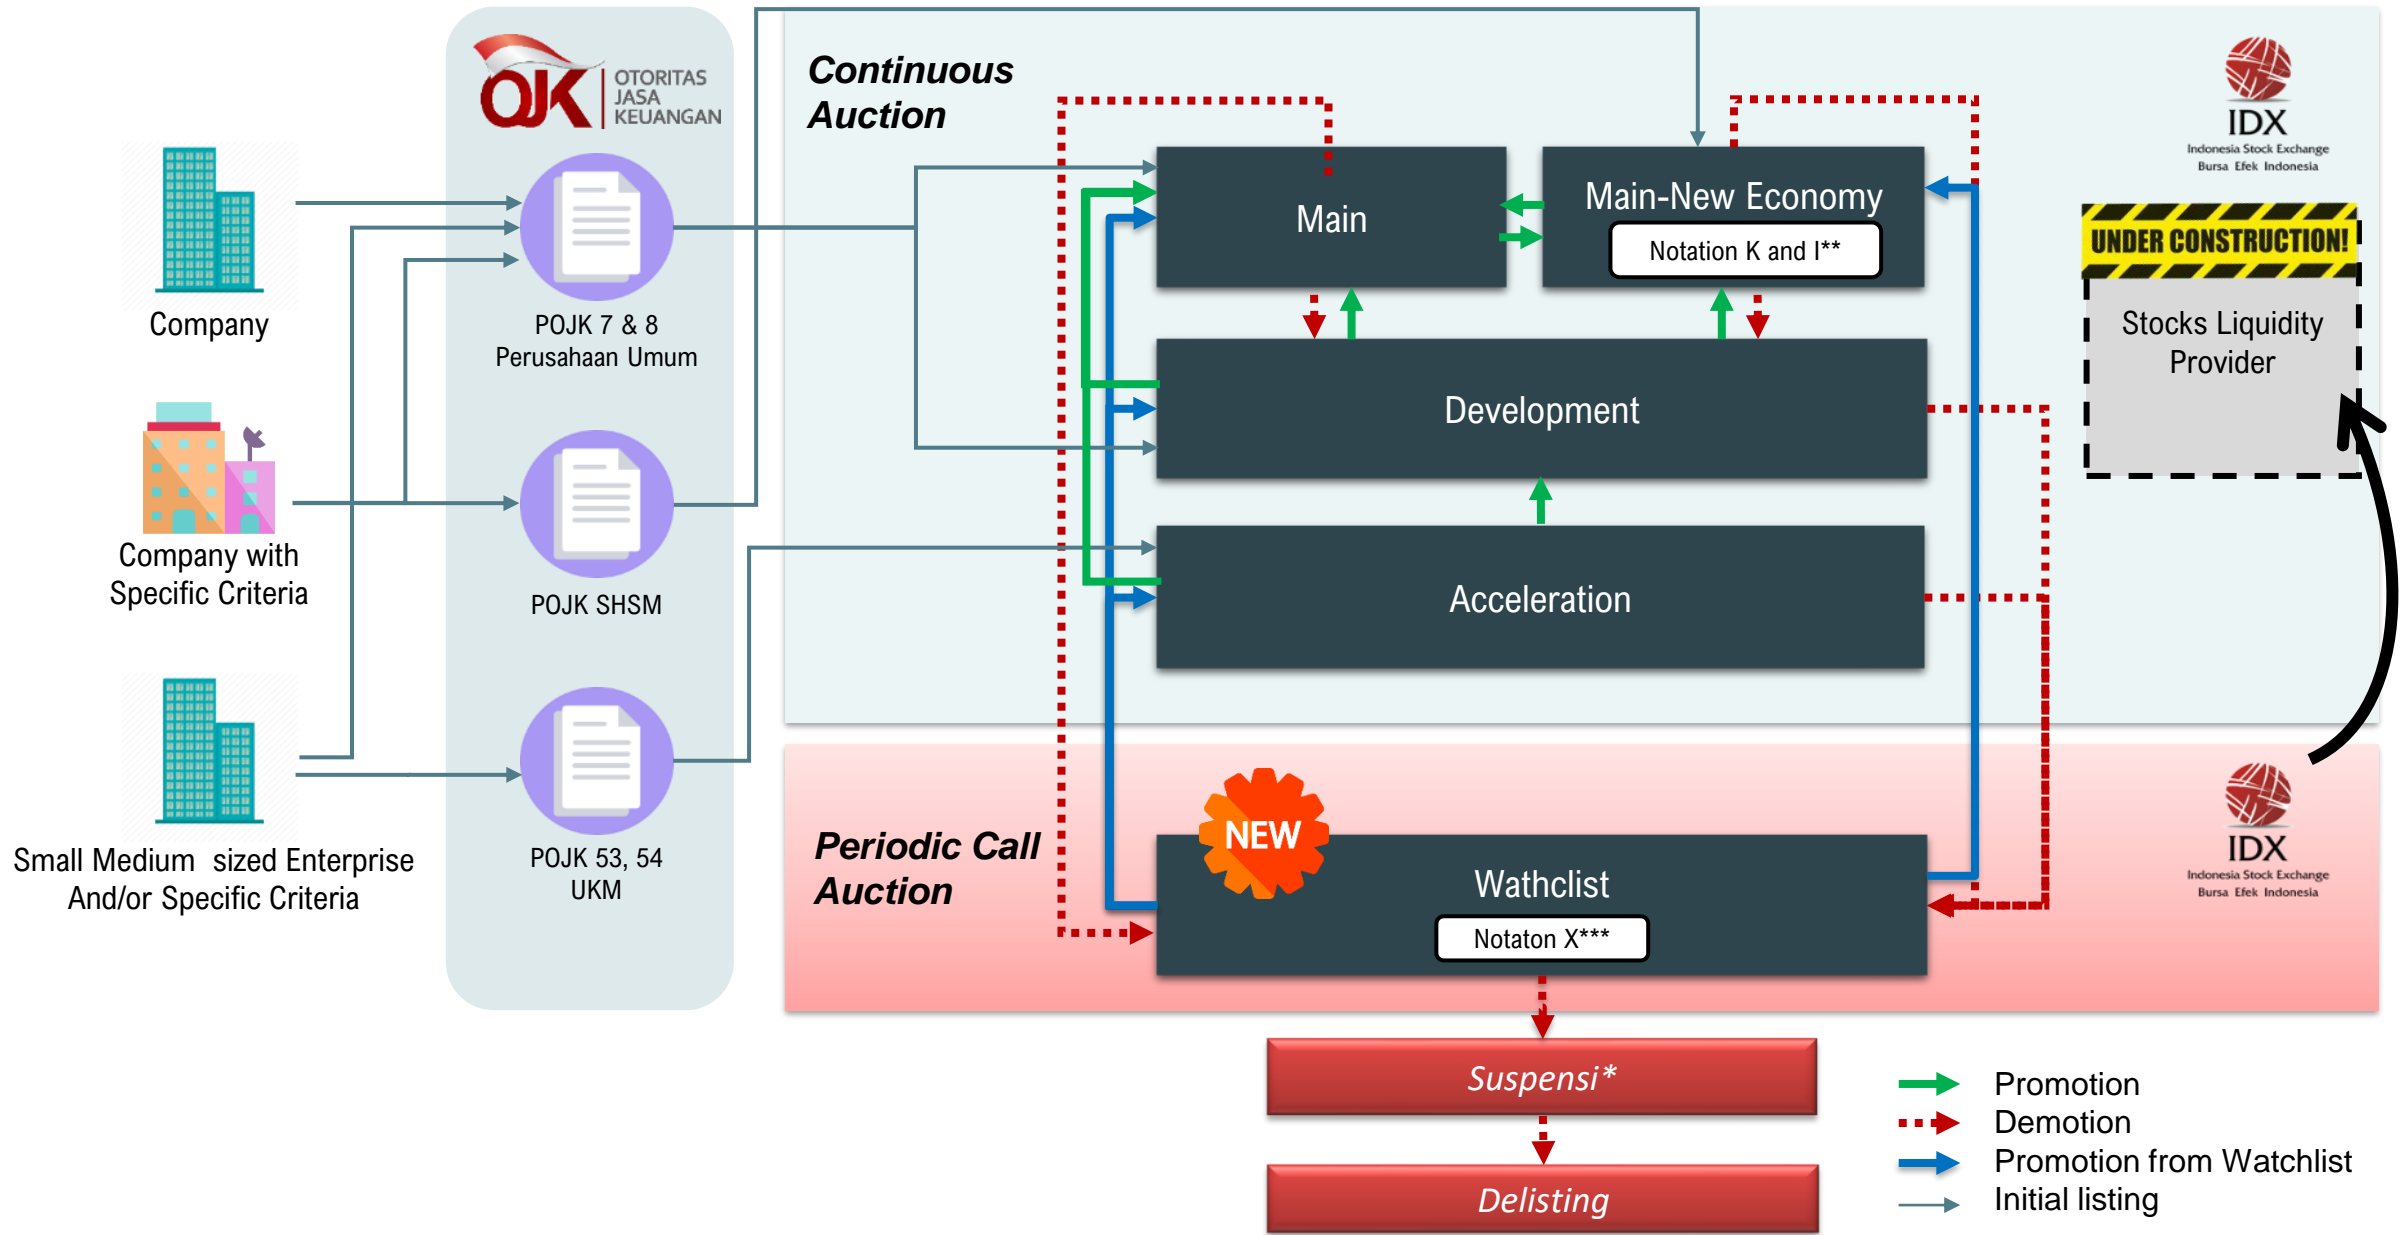 OJK
OTORITAS
JASA
KEUANGAN
Company
Company with
Specific Criteria
Small Medium  sized Enterprise
And/or Specific Criteria
POJK 7 & 8
Perusahaan Umum
POJK SHSM
POJK 53, 54
UKM
Continuous
Auction
Main
Main-New Economy
Notation K and I**
Development
Acceleration
IDX
Indonesia Stock Exchange
Bursa Efek Indonesia
UNDER CONSTRUCTION!
Stocks Liquidity
Provider
Periodic Call
Auction
NEW
Wathclist
Notaton X***
IDX
Indonesia Stock Exchange
Bursa Efek Indonesia
Suspensi*
Delisting
Promotion
Demotion
Promotion from Watchlist
Initial listing